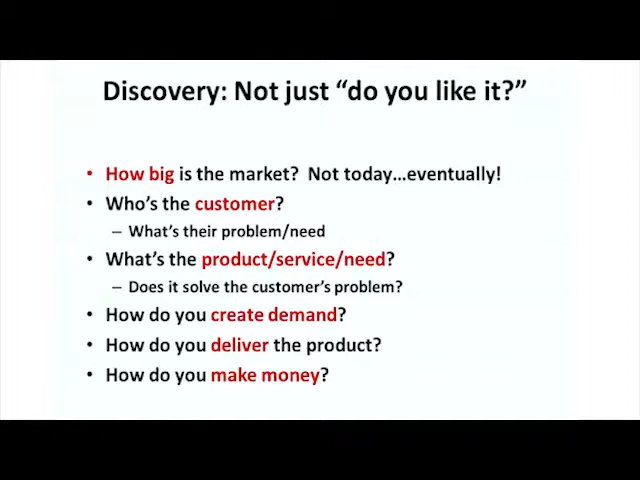 Discovery: Not just “do you like it?”
• How big is the market? Not today…eventually!
• Who’s the customer?
– What’s their problem/need
• What’s the product/service/need?
– Does it solve the customer’s problem?
• How do you create demand?
• How do you deliver the product?
• How do you make money?